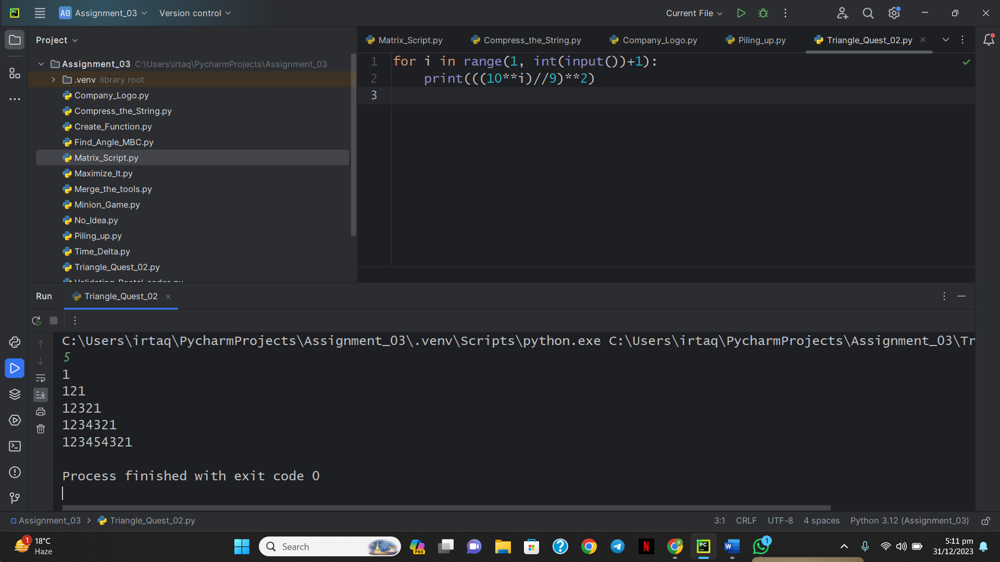 PC
A0 Assignment_03
Version control
Current File
Project
Matrix_Script.py
Compress_the_String.py
Company_Logo.py
Piling_up.py
Triangle_Quest_02.py
Assignment_03 C:\Users\irtaq\PycharmProjects\Assignment_03
.venv library root
Company_Logo.py
Compress_the_String.py
Create_Function.py
Find_Angle_MBC.py
Matrix_Script.py
Maximize_It.py
Merge_the_tools.py
Minion_Game.py
No_Idea.py
Piling_up.py
Time_Delta.py
Triangle_Quest_02.py
Validating_Postal_codes.py
1 for i in range(1, int(input())+1):
2 print(((10**i)//9)**2)
3
Run
Triangle_Quest_02
C:\Users\irtaq\PycharmProjects\Assignment_03\.venv\Scripts\python.exe C:\Users\irtaq\PycharmProjects\Assignment_03\Tr
5
1
121
12321
1234321
123454321
Process finished with exit code 0
Assignment_03 > Triangle_Quest_02.py
3:1 CRLF UTF-8 4 spaces Python 3.12 (Assignment_03)
1
18°C
Haze
Search
PRE
N
B
PC
W
1
5:11 pm
31/12/2023